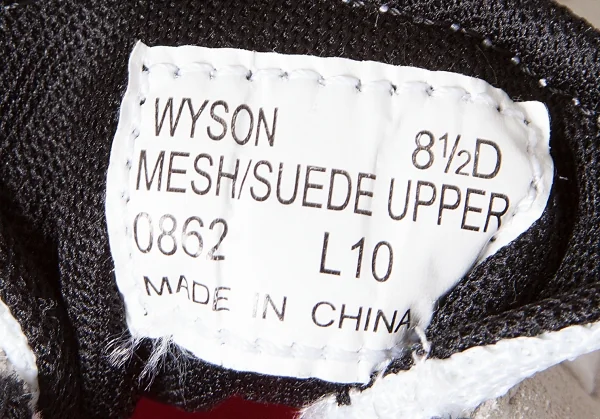 WYSON 8½D
MESH/SUEDE UPPER
0862 L10
MADE IN CHINA